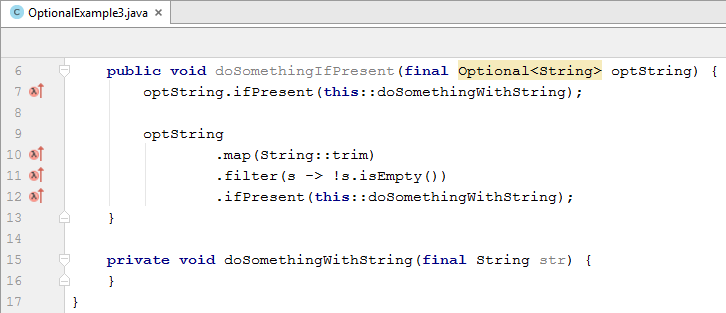 C OptionalExample3.java ×
6 public void doSomethingIfPresent(final Optional<String> optString) {
7 optString.ifPresent(this::doSomethingWithString);
8
9 optString
10 .map(String::trim)
11 .filter(s -> !s.isEmpty())
12 .ifPresent(this::doSomethingWithString);
13 }
14
15 private void doSomethingWithString(final String str) {
16 }
17 }